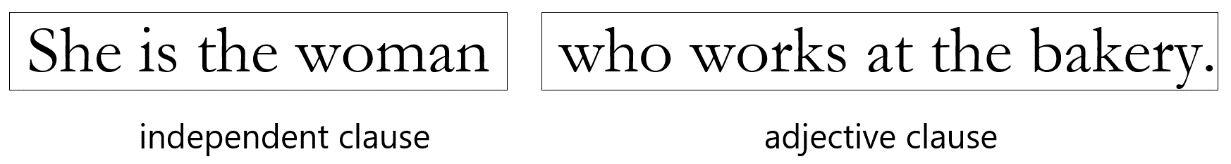 She is the woman who works at the bakery.
independent clause adjective clause